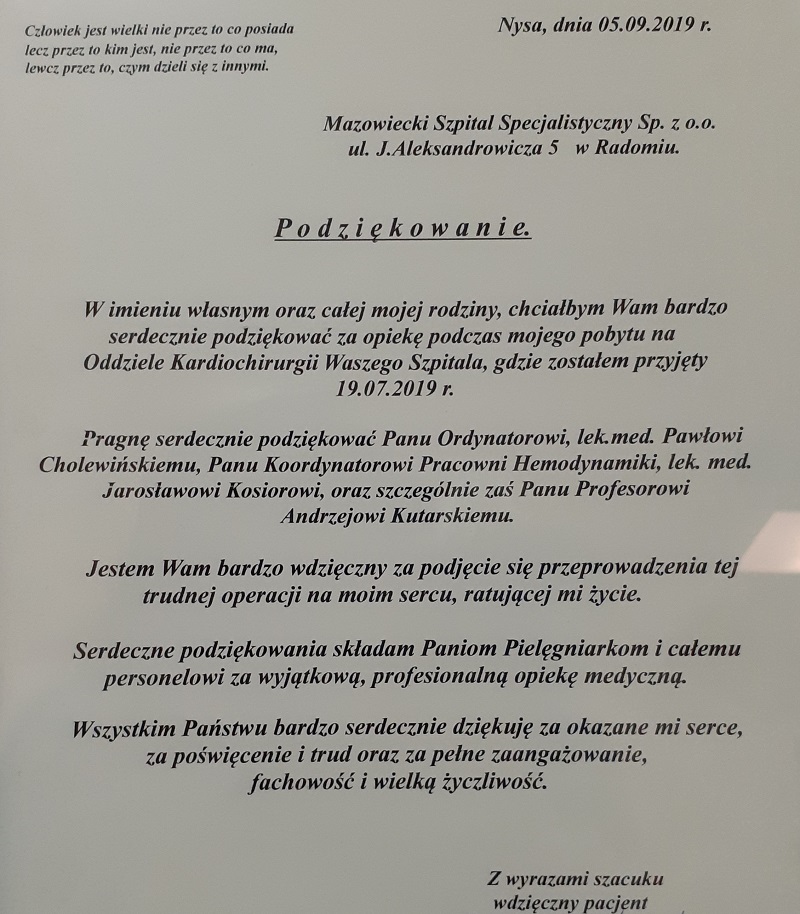 Człowiek jest wielki nie przez to co posiada
lecz przez to kim jest, nie przez to co ma,
lewcz przez to, czym dzieli się z innymi.
Nysa, dnia 05.09.2019 r.
Mazowiecki Szpital Specjalistyczny Sp. z o.o.
ul. J.Aleksandrowicza 5 w Radomiu.
P o d z i ę k o w a n i e.
W imieniu własnym oraz całej mojej rodziny, chciałbym Wam bardzo
serdecznie podziękować za opiekę podczas mojego pobytu na
Oddziele Kardiochirurgii Waszego Szpitala, gdzie zostałem przyjęty
19.07.2019 r.
Pragnę serdecznie podziękować Panu Ordynatorowi, lek.med. Pawłowi
Cholewińskiemu, Panu Koordynatorowi Pracowni Hemodynamiki, lek. med.
Jarosławowi Kosiorowi, oraz szczególnie zaś Panu Profesorowi
Andrzejowi Kutarskiemu.
Jestem Wam bardzo wdzięczny za podjęcie się przeprowadzenia tej
trudnej operacji na moim sercu, ratującej mi życie.
Serdeczne podziękowania składam Paniom Pielęgniarkom i całemu
personelowi za wyjątkową, profesjonalną opiekę medyczną.
Wszystkim Państwu bardzo serdecznie dziękuję za okazane mi serce,
za poświęcenie i trud oraz za pełne zaangażowanie,
fachowość i wielką życzliwość.
Z wyrazami szacuku
wdzięczny pacjent